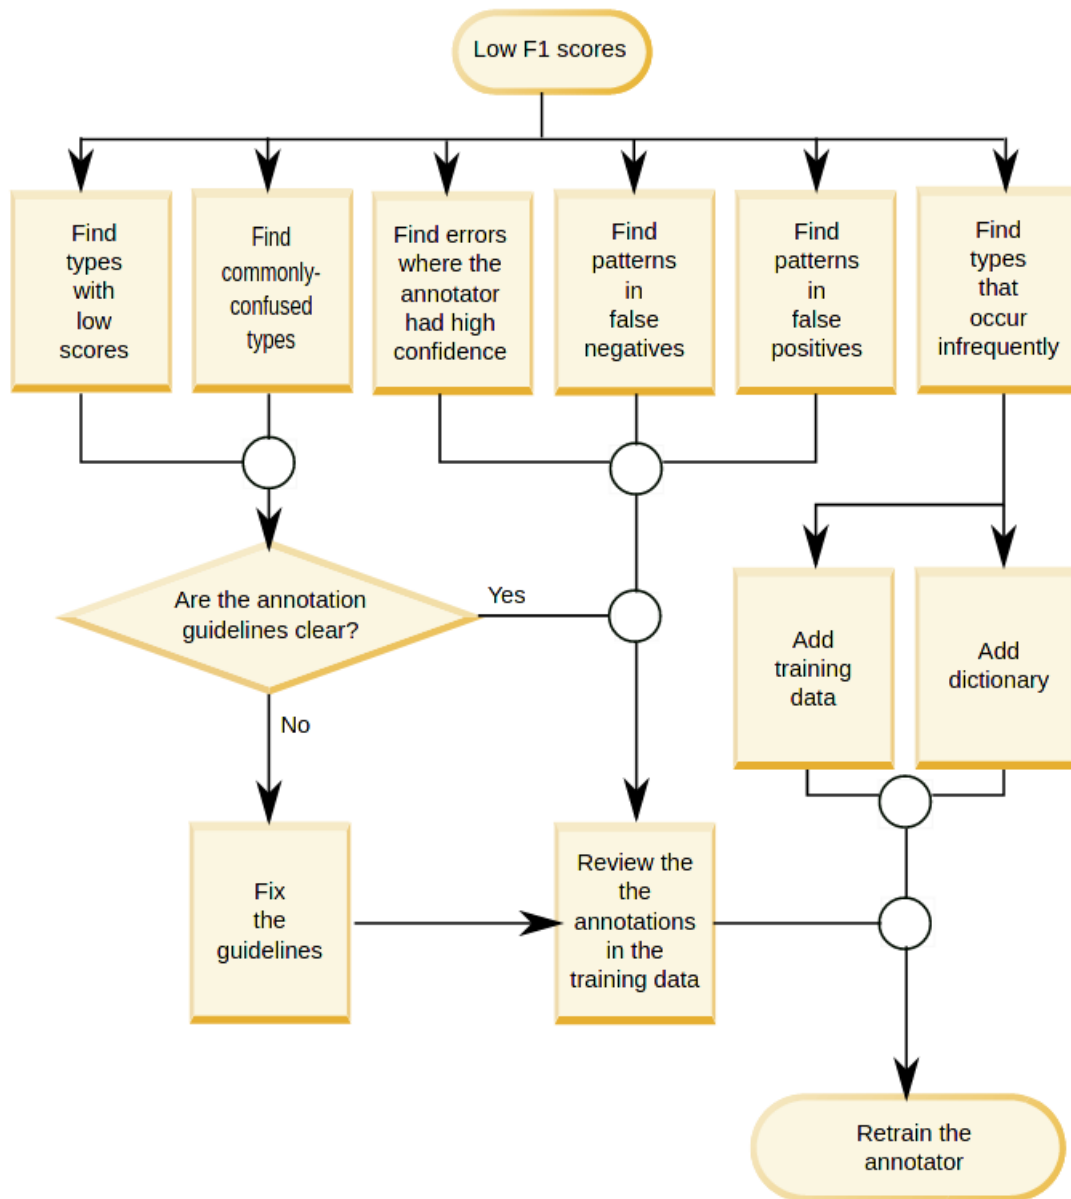 Low F1 scores
Find
types
with
low
scores
Find
commonly-
confused
types
Find errors
where the
annotator
had high
confidence
Find
patterns
in
false
negatives
Find
patterns
in
false
positives
Find
types
that
occur
infrequently
Are the annotation
guidelines clear?
Yes
No
Add
training
data
Add
dictionary
Fix
the
guidelines
Review the
the
annotations
in the
training data
Retrain the
annotator